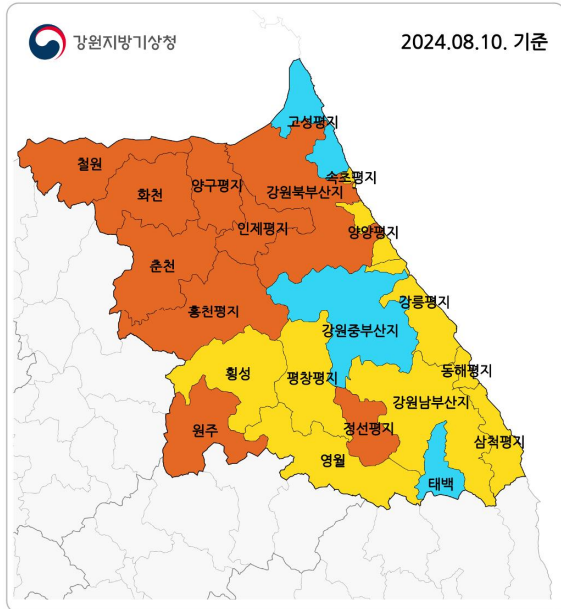 강원지방기상청
2024.08.10. 기준
고성평지
철원
양구평지
속초평지
화천
강원북부산지
인제평지
양양평지
춘천
강릉평지
홍천평지
강원중부산지
동해평지
횡성
평창평지
강원남부산지
원주
정선평지
삼척평지
영월
태백